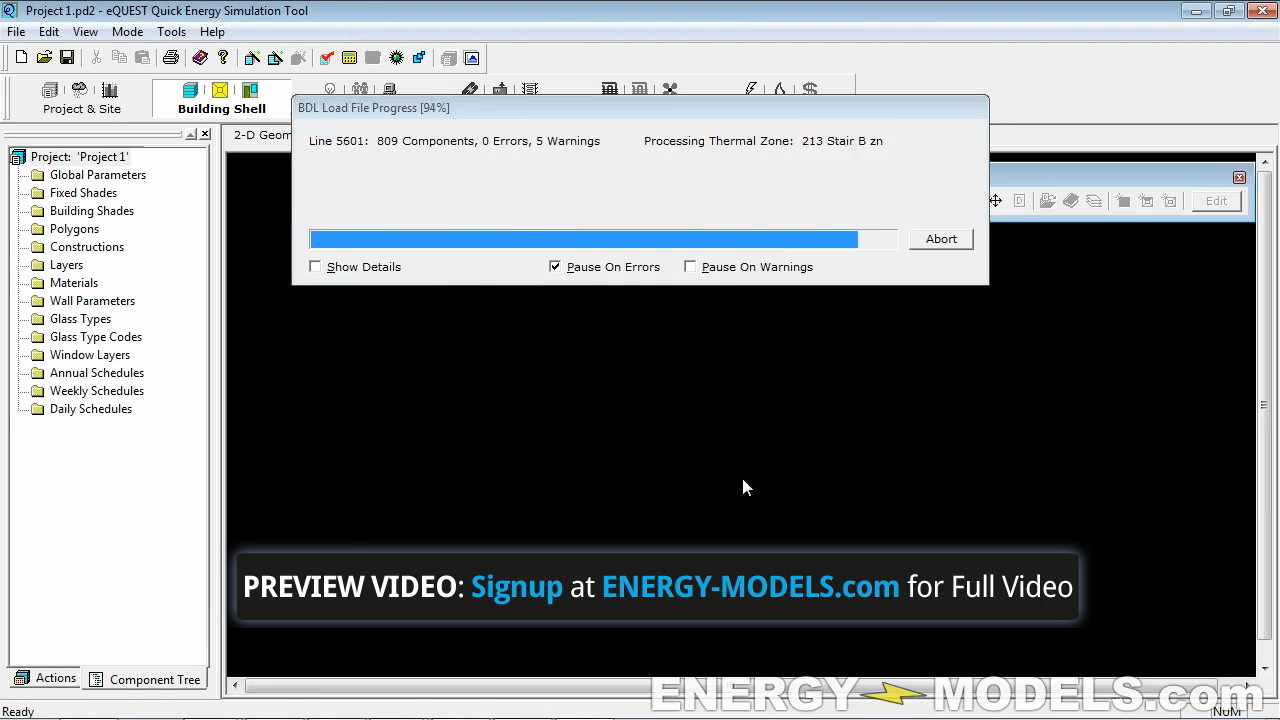 Project 1.pd2 - eQUEST Quick Energy Simulation Tool
File Edit View Mode Tools Help
Project & Site
Building Shell
BDL Load File Progress [94%]
Line 5601: 809 Components, 0 Errors, 5 Warnings Processing Thermal Zone: 213 Stair B zn
Abort
Show Details Pause On Errors Pause On Warnings
2-D Geom
D
Edit
Project: 'Project 1'
Global Parameters
Fixed Shades
Building Shades
Polygons
Constructions
Layers
Materials
Wall Parameters
Glass Types
Glass Type Codes
Window Layers
Annual Schedules
Weekly Schedules
Daily Schedules
PREVIEW VIDEO: Signup at ENERGY-MODELS.com for Full Video
Actions Component Tree
ENERGY MODELS.com
Ready
NUM